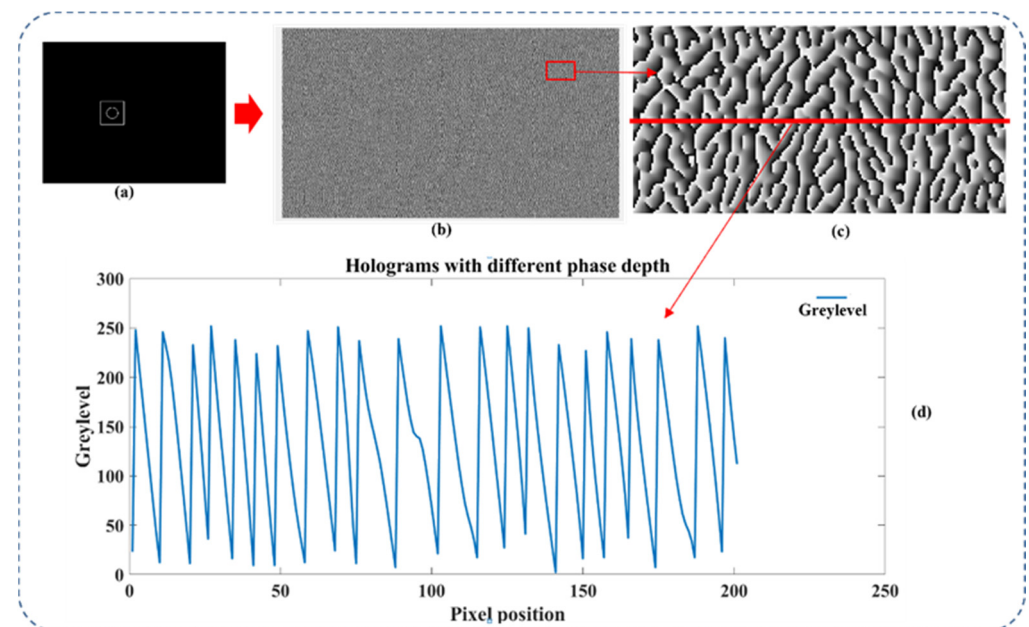 (a)
(b)
(c)
Holograms with different phase depth
300
250
200
150
100
50
0
Greylevel
Greylevel
(d)
0
50
100
150
200
250
Pixel position